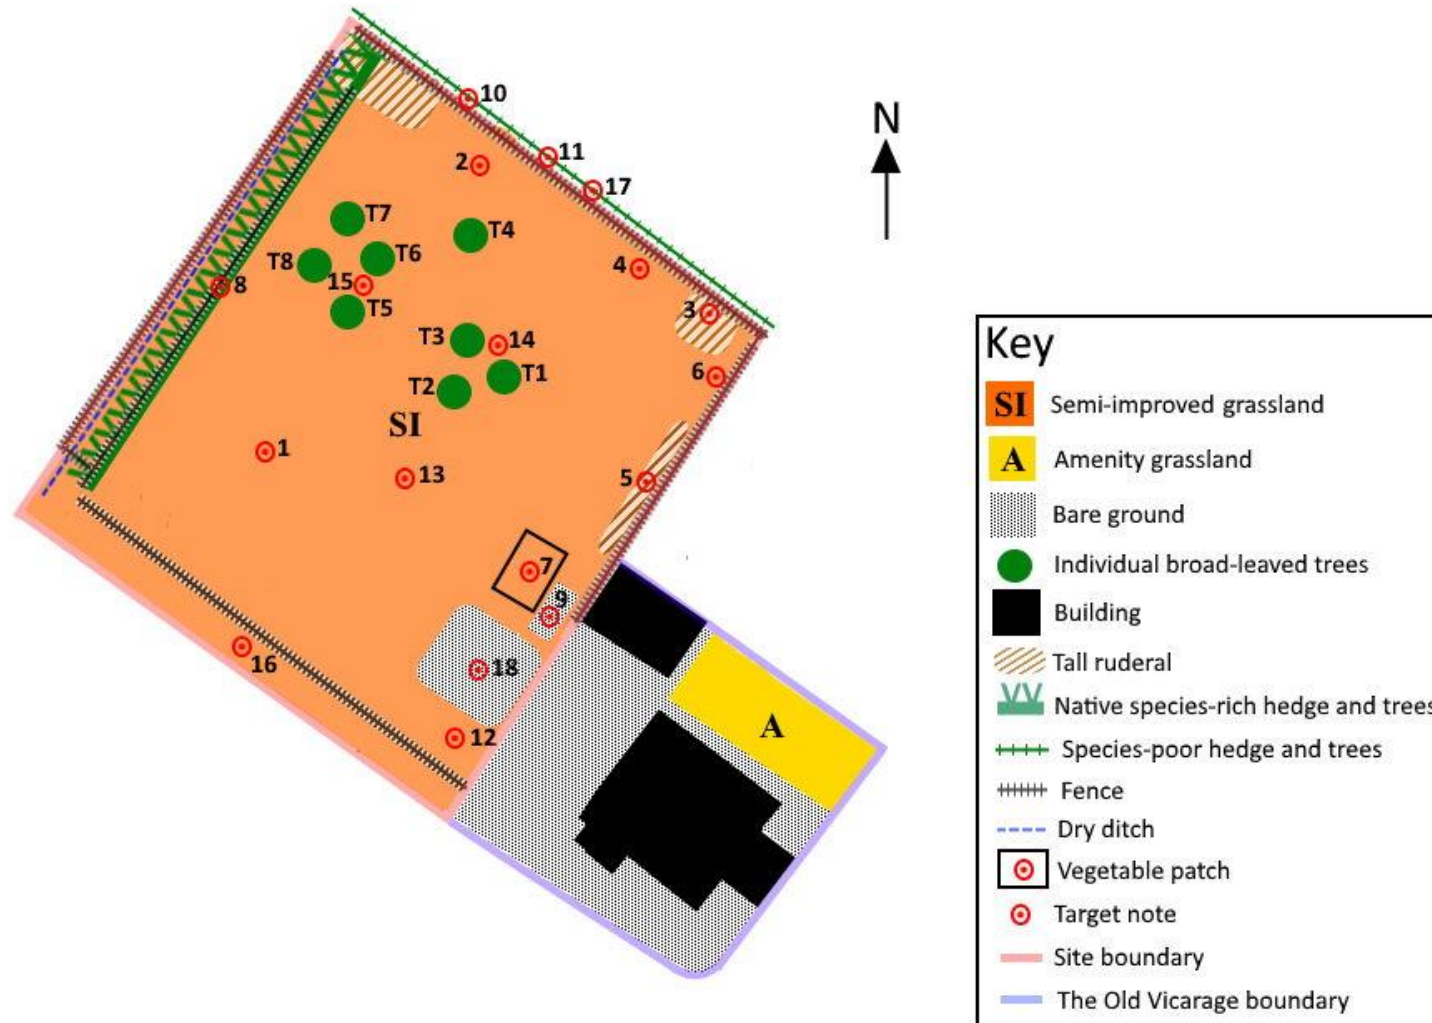 N
10
11
2
17
T7
T4
T6
T8
4
15
8
3
T5
T3
14
6
T2
T1
SI
1
13
5
7
9
16
18
12
A
Key
SI Semi-improved grassland
A Amenity grassland
Bare ground
Individual broad-leaved trees
Building
Tall ruderal
Native species-rich hedge and trees
Species-poor hedge and trees
Fence
Dry ditch
Vegetable patch
Target note
Site boundary
The Old Vicarage boundary